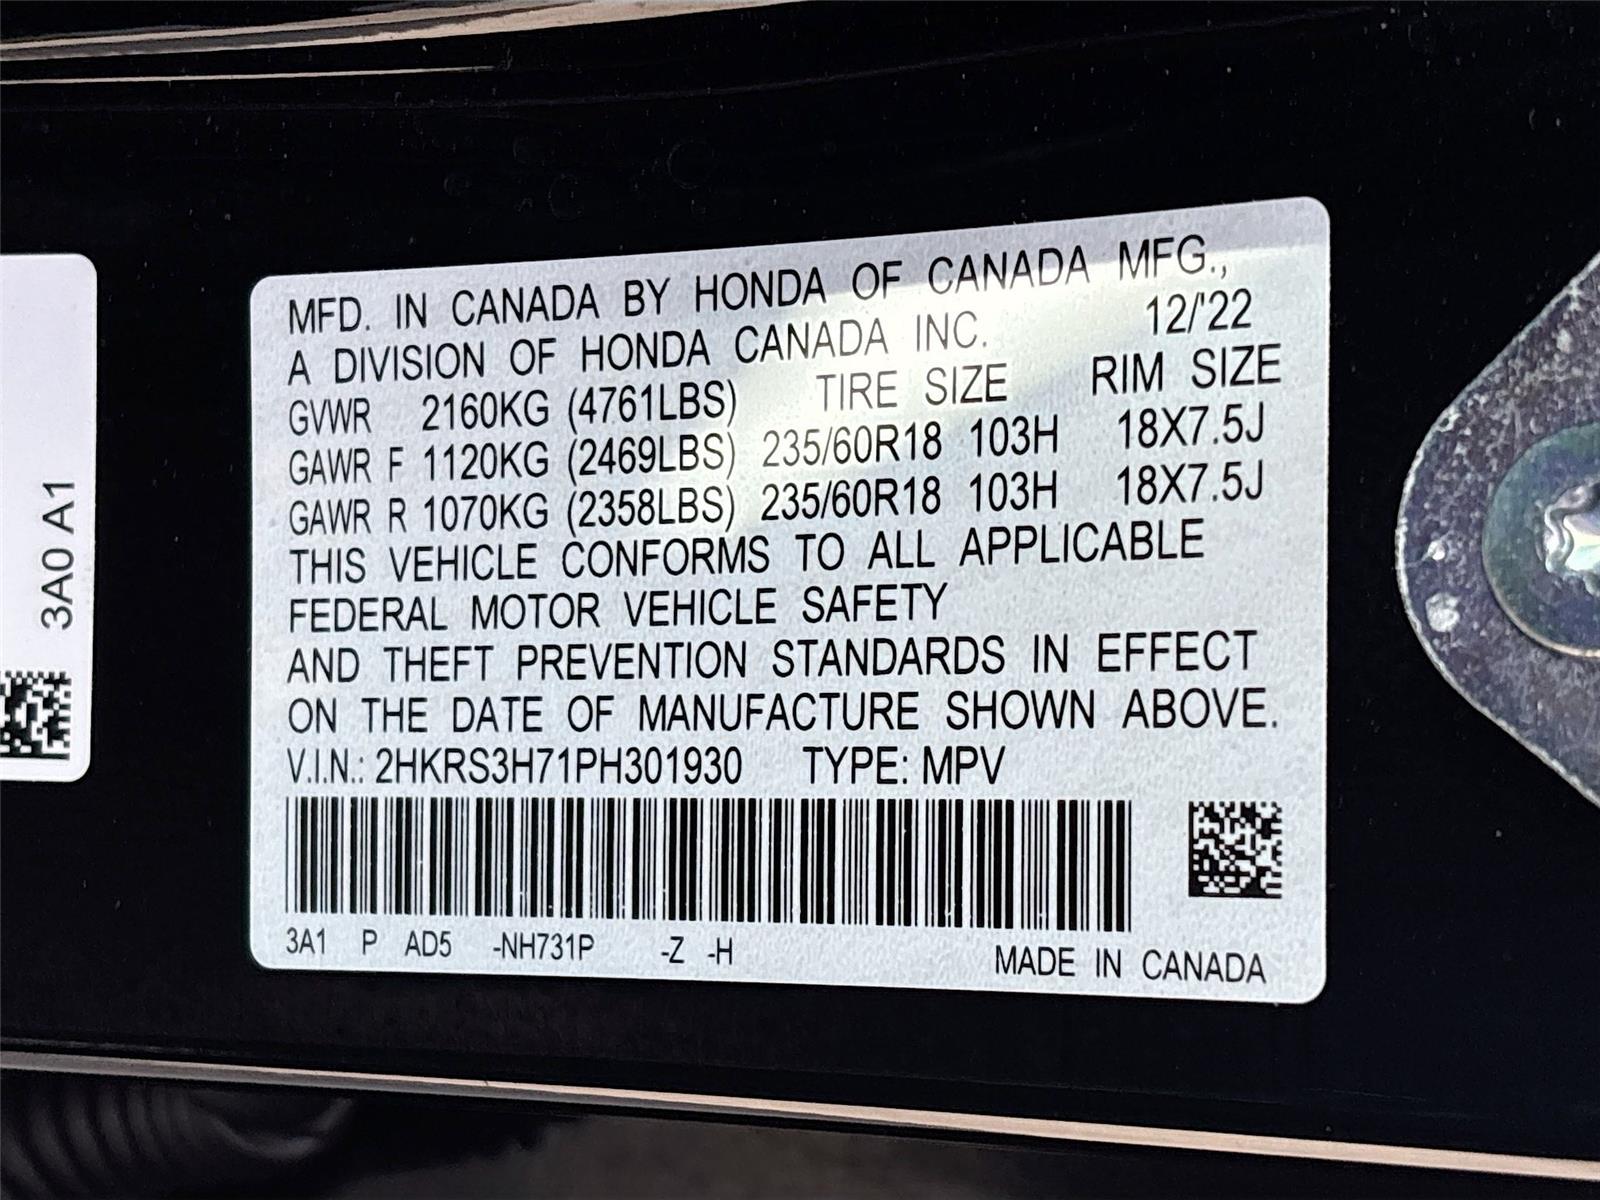 3A0 A1
MFD. IN CANADA BY HONDA OF CANADA MFG.,
A DIVISION OF HONDA CANADA INC. 12/'22
GVWR 2160KG (4761LBS) TIRE SIZE RIM SIZE
GAWR F 1120KG (2469LBS) 235/60R18 103H 18X7.5J
GAWR R 1070KG (2358LBS) 235/60R18 103H 18X7.5J
THIS VEHICLE CONFORMS TO ALL APPLICABLE
FEDERAL MOTOR VEHICLE SAFETY
AND THEFT PREVENTION STANDARDS IN EFFECT
ON THE DATE OF MANUFACTURE SHOWN ABOVE.
V.I.N.: 2HKRS3H71PH301930 TYPE: MPV
3A1 P AD5 -NH731P -Z -H MADE IN CANADA